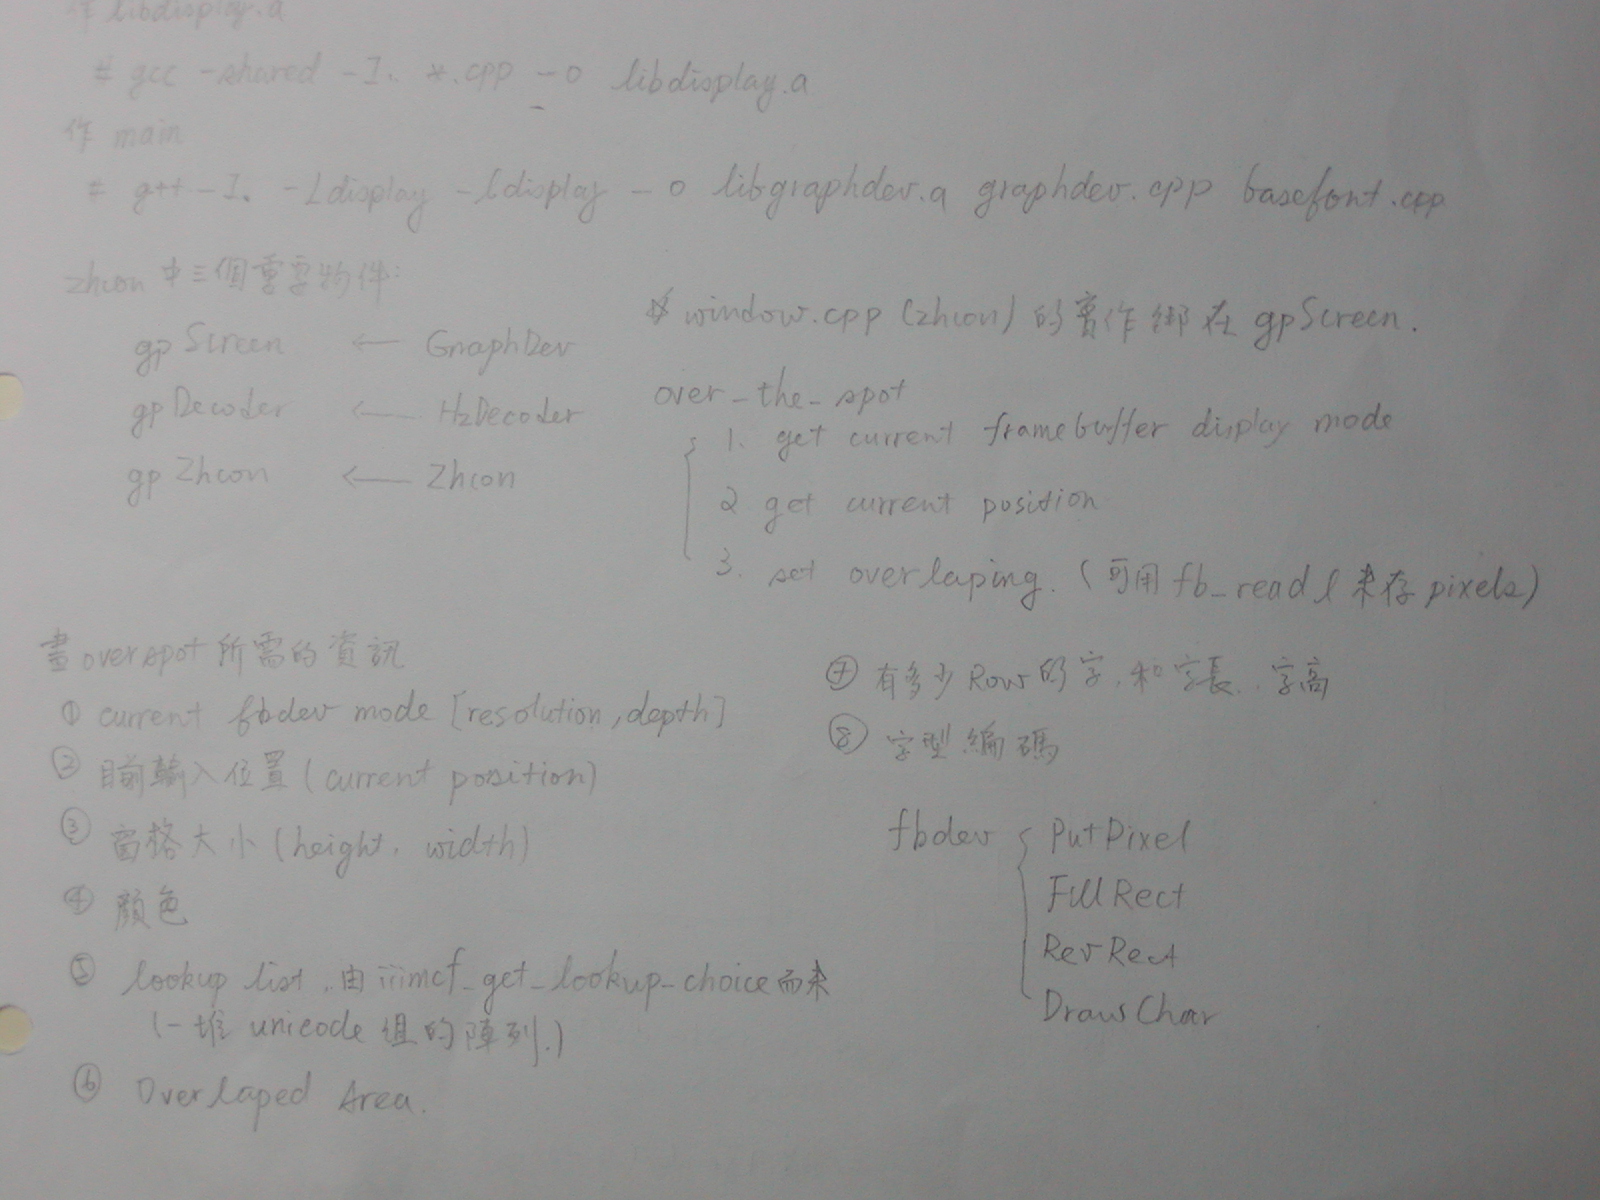 作 libdisplay.a
# gcc -shared -I. *.cpp -o libdisplay.a
作 main
# g++ -I. -Ldisplay -ldisplay -o libgraphdev.a graphdev.cpp basefont.cpp
zhcon 中三個重要物件:
gpScreen ← GraphDev
gpDecoder ← HzDecoder
gpZhcon ← Zhcon
window.cpp (zhcon) 的實作綁在 gpScreen.
over_the_spot
1. get current framebuffer display mode
2 get current position
3. set overlaping. (可用 fb_readl 來存 pixels)
畫 overspot 所需的資訊
① current fbdev mode [resolution, depth]
② 目前輸入位置 (current position)
③ 窗格大小 (height, width)
④ 顏色
⑤ lookup list, 由 iiimcf_get_lookup_choice 而來
(一堆 unicode 組的陣列.)
⑥ Overlaped Area.
⑦ 有多少 Row 的字, 和字長, 字高
⑧ 字型編碼
fbdev { PutPixel
FillRect
RevRect
DrawChar